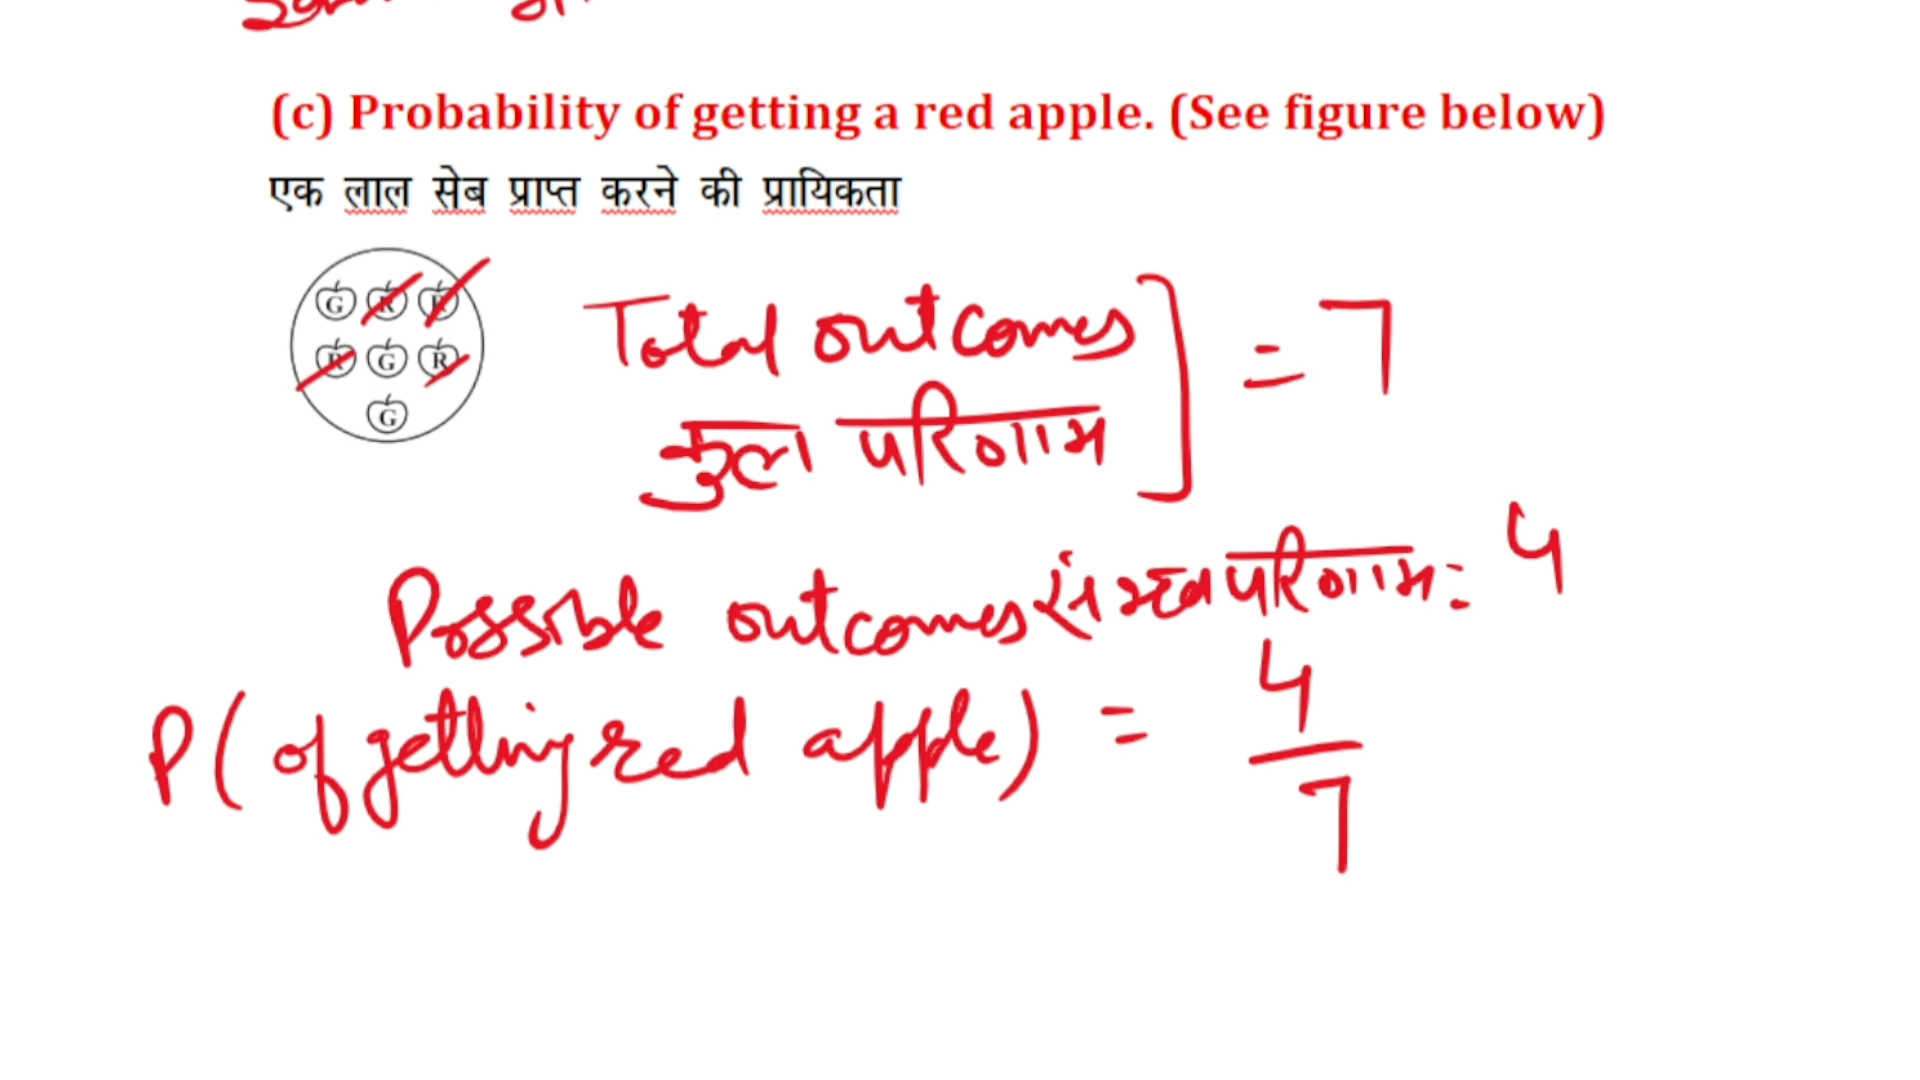 (c) Probability of getting a red apple. (See figure below)
एक लाल सेब प्राप्त करने की प्रायिकता
G R R
R G R
G
Total outcomes
कुल परिणाम
= 7
Possible outcomes संभव परिणाम = 4
P( of getting red apple) = 4
7